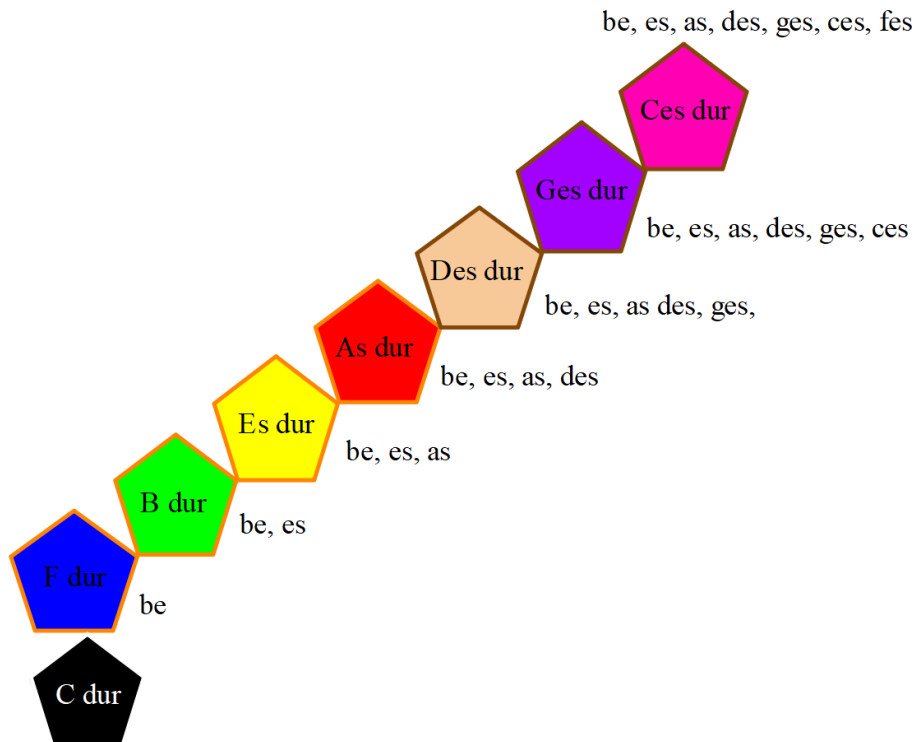 be, es, as, des, ges, ces, fes
Ces dur
Ges dur
be, es, as, des, ges, ces
Des dur
be, es, as des, ges,
As dur
be, es, as, des
Es dur
be, es, as
B dur
be, es
F dur
be
C dur